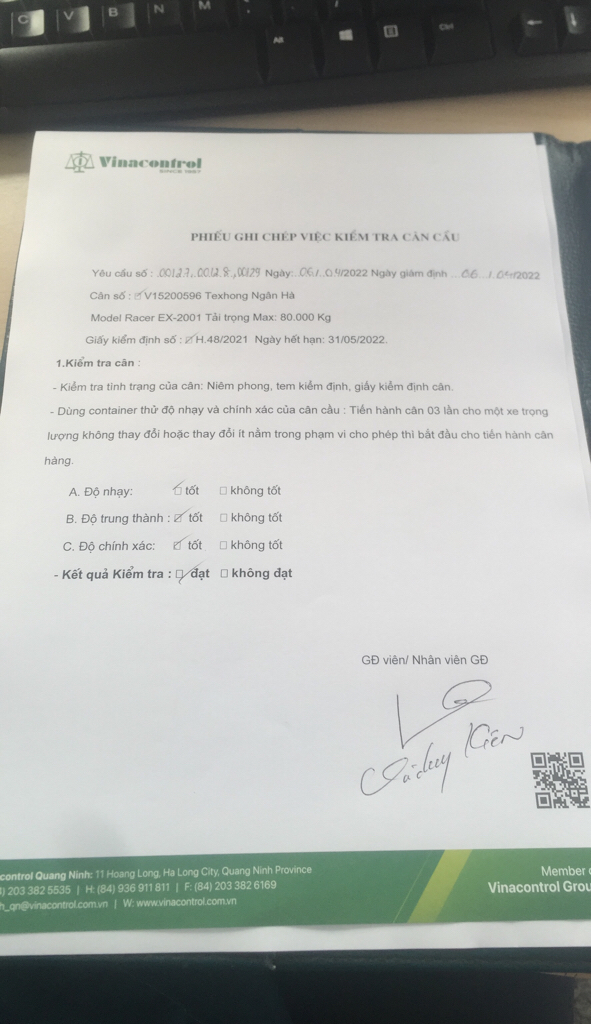 C V B N M
Alt Ctrl
Vinacontrol
SINCE 1957
PHIẾU GHI CHÉP VIỆC KIỂM TRA CÂN CẦU
Yêu cầu số : 00127, 00128, 00129 Ngày: 06/04/2022 Ngày giám định ...06.../04/2022
Cân số : ☑ V15200596 Texhong Ngân Hà
Model Racer EX-2001 Tải trọng Max: 80.000 Kg
Giấy kiểm định số : ☑ H.48/2021 Ngày hết hạn: 31/05/2022.
1.Kiểm tra cân :
- Kiểm tra tình trạng của cân: Niêm phong, tem kiểm định, giấy kiểm định cân.
- Dùng container thử độ nhạy và chính xác của cân cầu : Tiến hành cân 03 lần cho một xe trọng
lượng không thay đổi hoặc thay đổi ít nằm trong phạm vi cho phép thì bắt đầu cho tiến hành cân
hàng.
A. Độ nhạy: ☑ tốt ☐ không tốt
B. Độ trung thành : ☑ tốt ☐ không tốt
C. Độ chính xác: ☑ tốt ☐ không tốt
- Kết quả Kiểm tra : ☑ đạt ☐ không đạt
GĐ viên/ Nhân viên GĐ
Kiên
control Quang Ninh: 11 Hoang Long, Ha Long City, Quang Ninh Province
) 203 382 5535 | H: (84) 936 911 811 | F: (84) 203 382 6169
h_qn@vinacontrol.com.vn | W: www.vinacontrol.com.vn
Member
Vinacontrol Grou